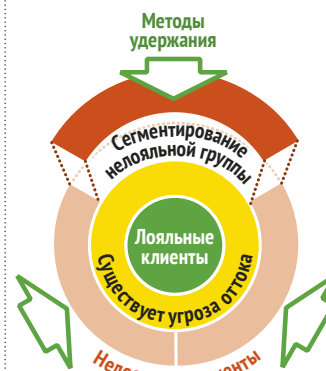 Методы
удержания
Сегментирование
нелояльной группы
Лояльные
клиенты
Существует угроза оттока